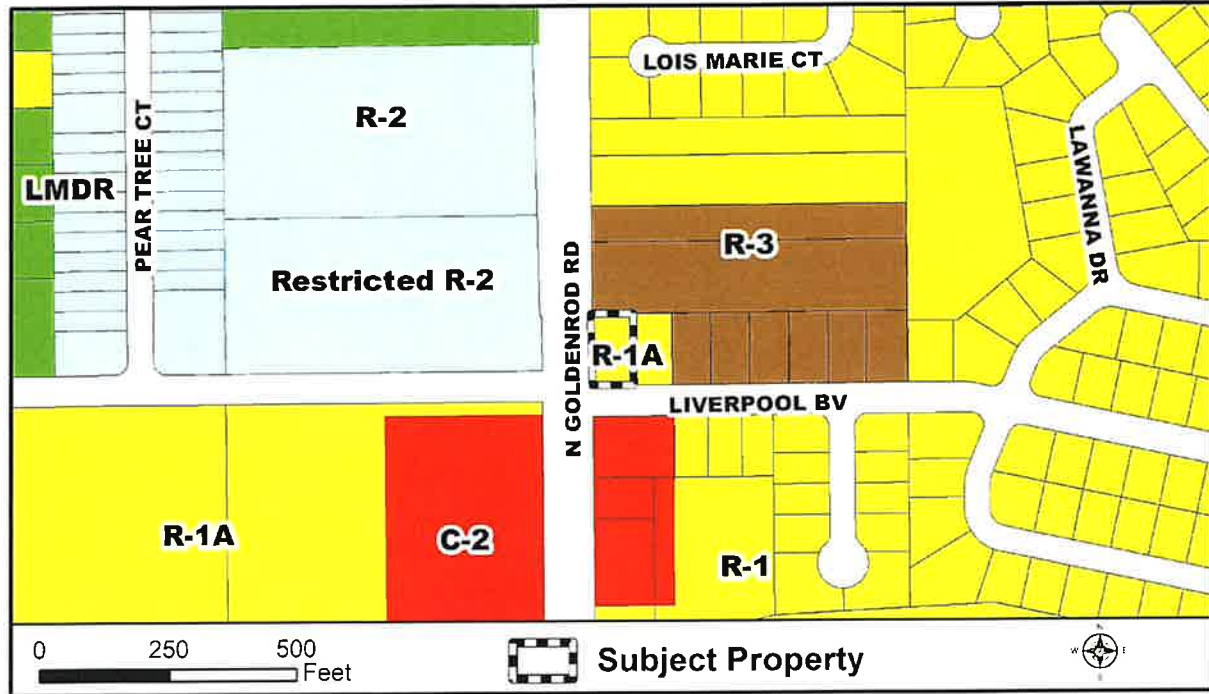 LOIS MARIE CT
R-2
PEAR TREE CT
LMDR
LAWANNA DR
R-3
Restricted R-2
N GOLDENROD RD
R-1A
LIVERPOOL BV
R-1A
C-2
R-1
0 250 500
Feet
Subject Property
N
W E
S